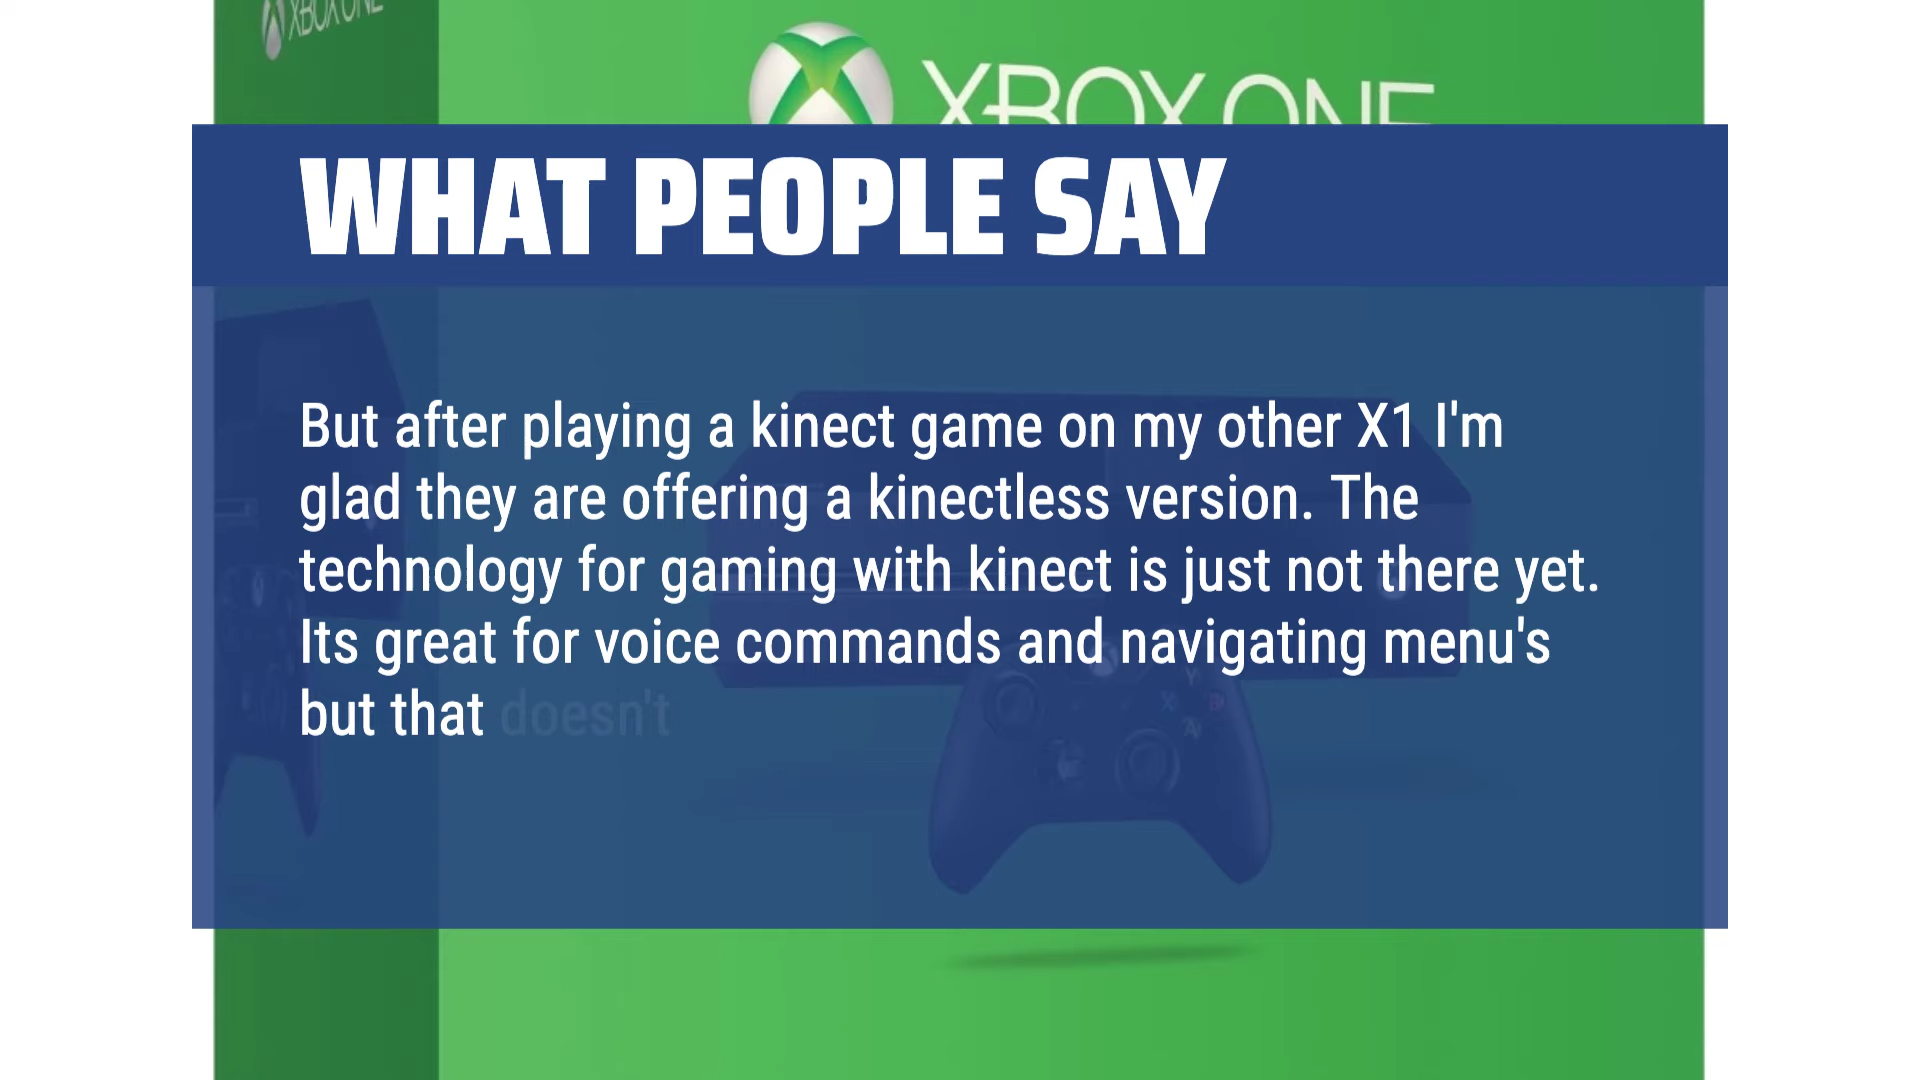 XBOX ONE
XBOX ONE
WHAT PEOPLE SAY
But after playing a kinect game on my other X1 I'm
glad they are offering a kinectless version. The
technology for gaming with kinect is just not there yet.
Its great for voice commands and navigating menu's
but that doesn't
Y
X
B
A